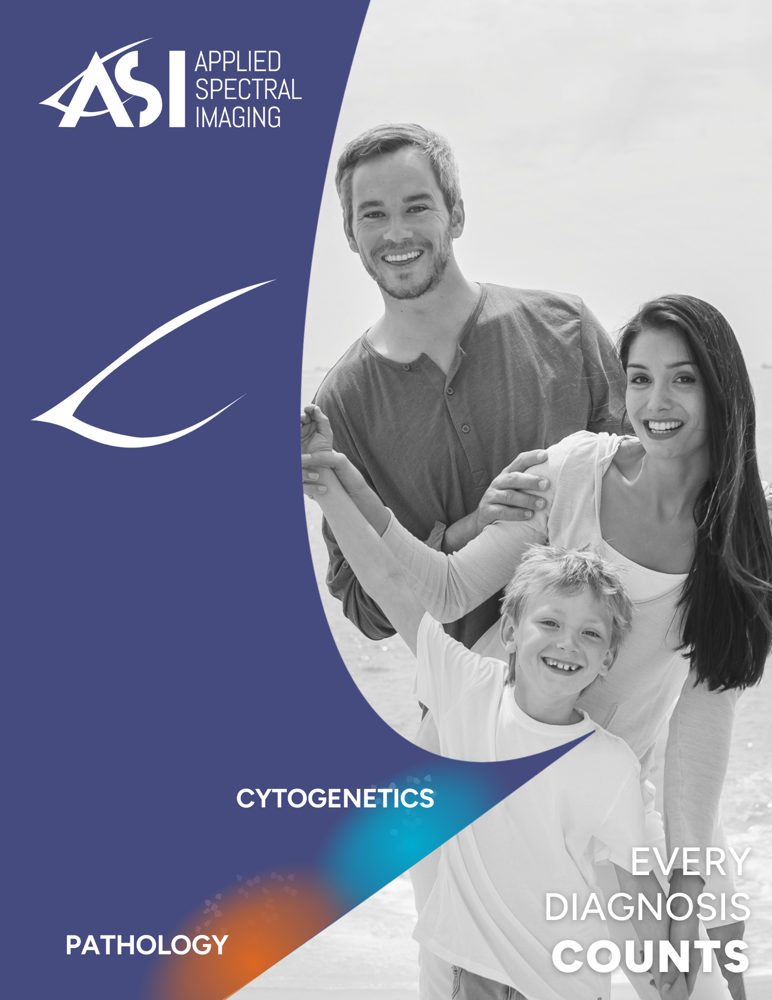 ASI
APPLIED
SPECTRAL
IMAGING
CYTOGENETICS
PATHOLOGY
EVERY
DIAGNOSIS
COUNTS